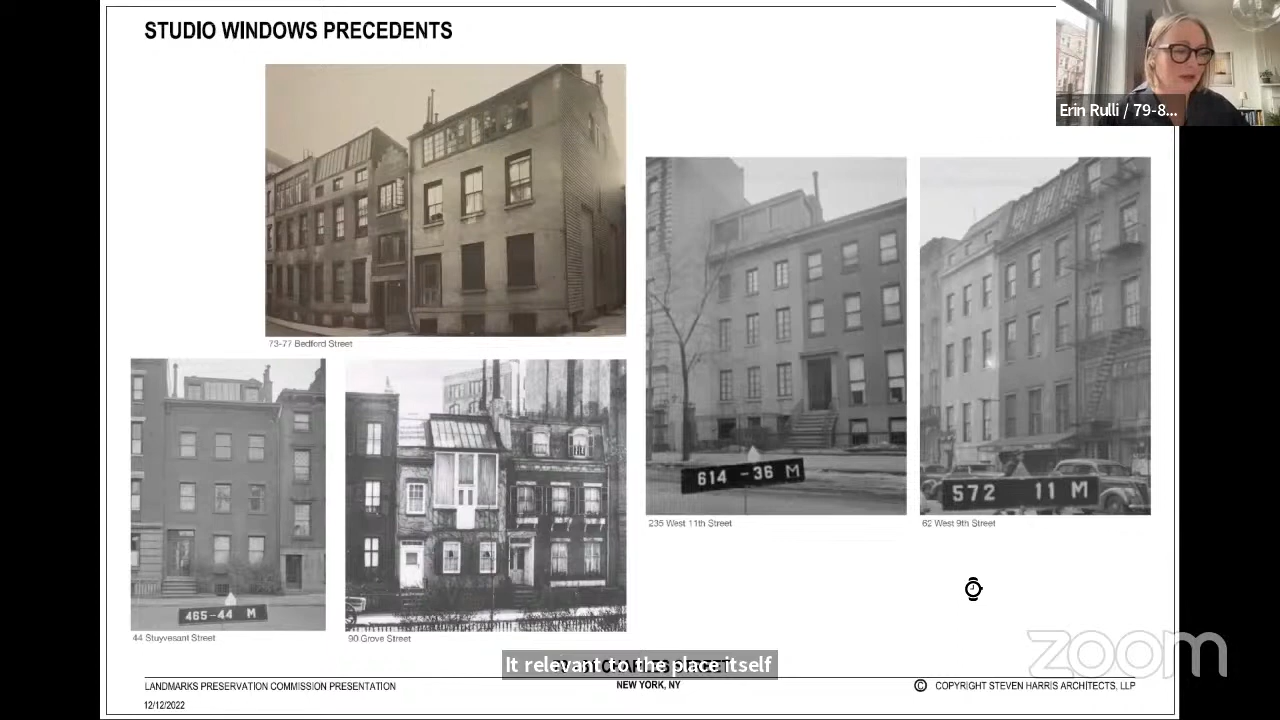 STUDIO WINDOWS PRECEDENTS
Erin Rulli / 79-8...
73-77 Bedford Street
614 -36 M
235 West 11th Street
572 11 M
62 West 9th Street
465-44 M
44 Stuyvesant Street
90 Grove Street
It relevant to the place itself
NEW YORK, NY
LANDMARKS PRESERVATION COMMISSION PRESENTATION
© COPYRIGHT STEVEN HARRIS ARCHITECTS, LLP
12/12/2022
zoom